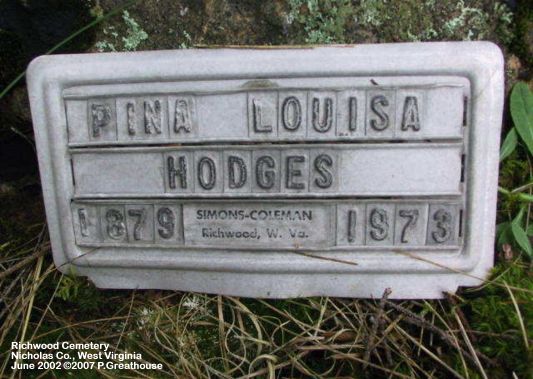 PINA LOUISA
HODGES
1879 SIMONS-COLEMAN 1973
Richwood, W. Va.
Richwood Cemetery
Nicholas Co., West Virginia
June 2002 ©2007 P.Greathouse